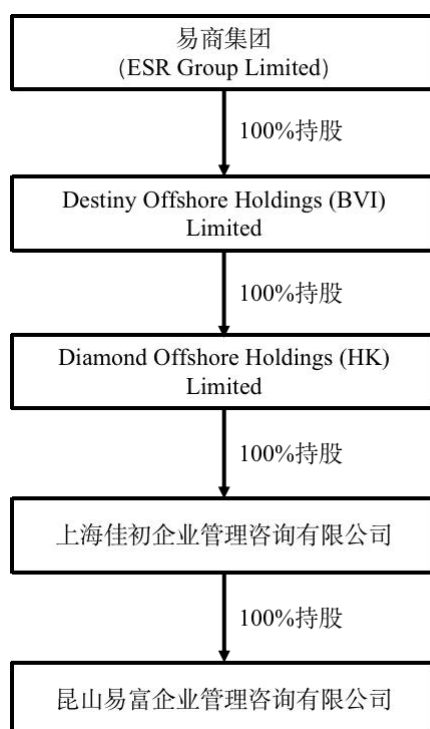 易商集团
(ESR Group Limited)
100%持股
Destiny Offshore Holdings (BVI)
Limited
100%持股
Diamond Offshore Holdings (HK)
Limited
100%持股
上海佳初企业管理咨询有限公司
100%持股
昆山易富企业管理咨询有限公司